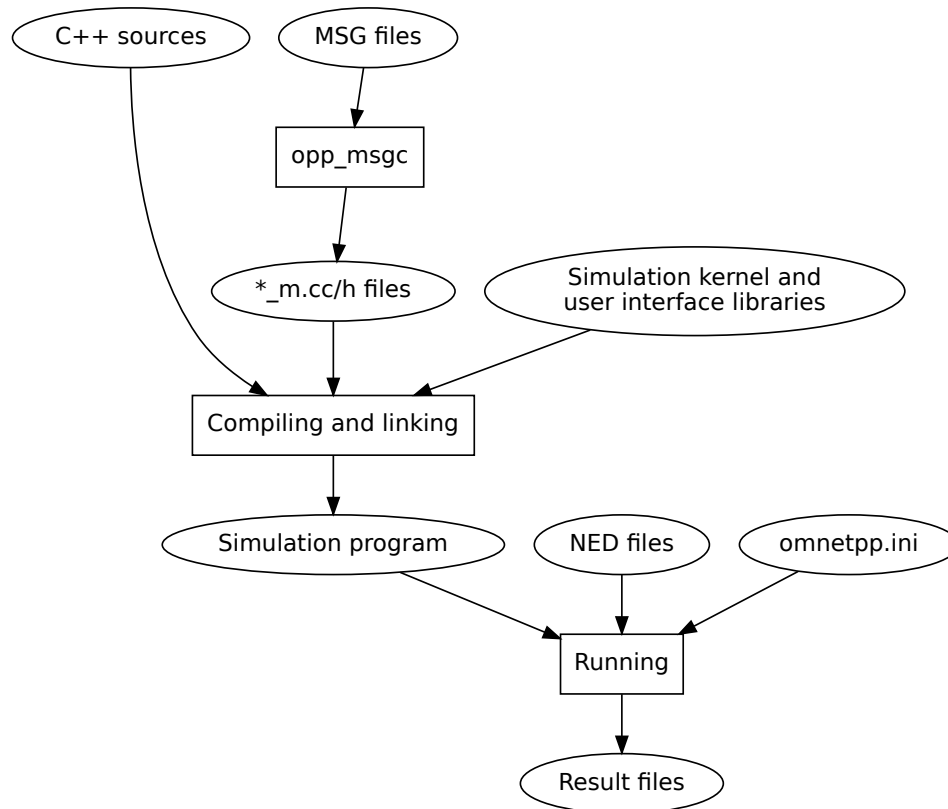 C++ sources
MSG files
opp_msgc
*_m.cc/h files
Simulation kernel and
user interface libraries
Compiling and linking
Simulation program
NED files
omnetpp.ini
Running
Result files